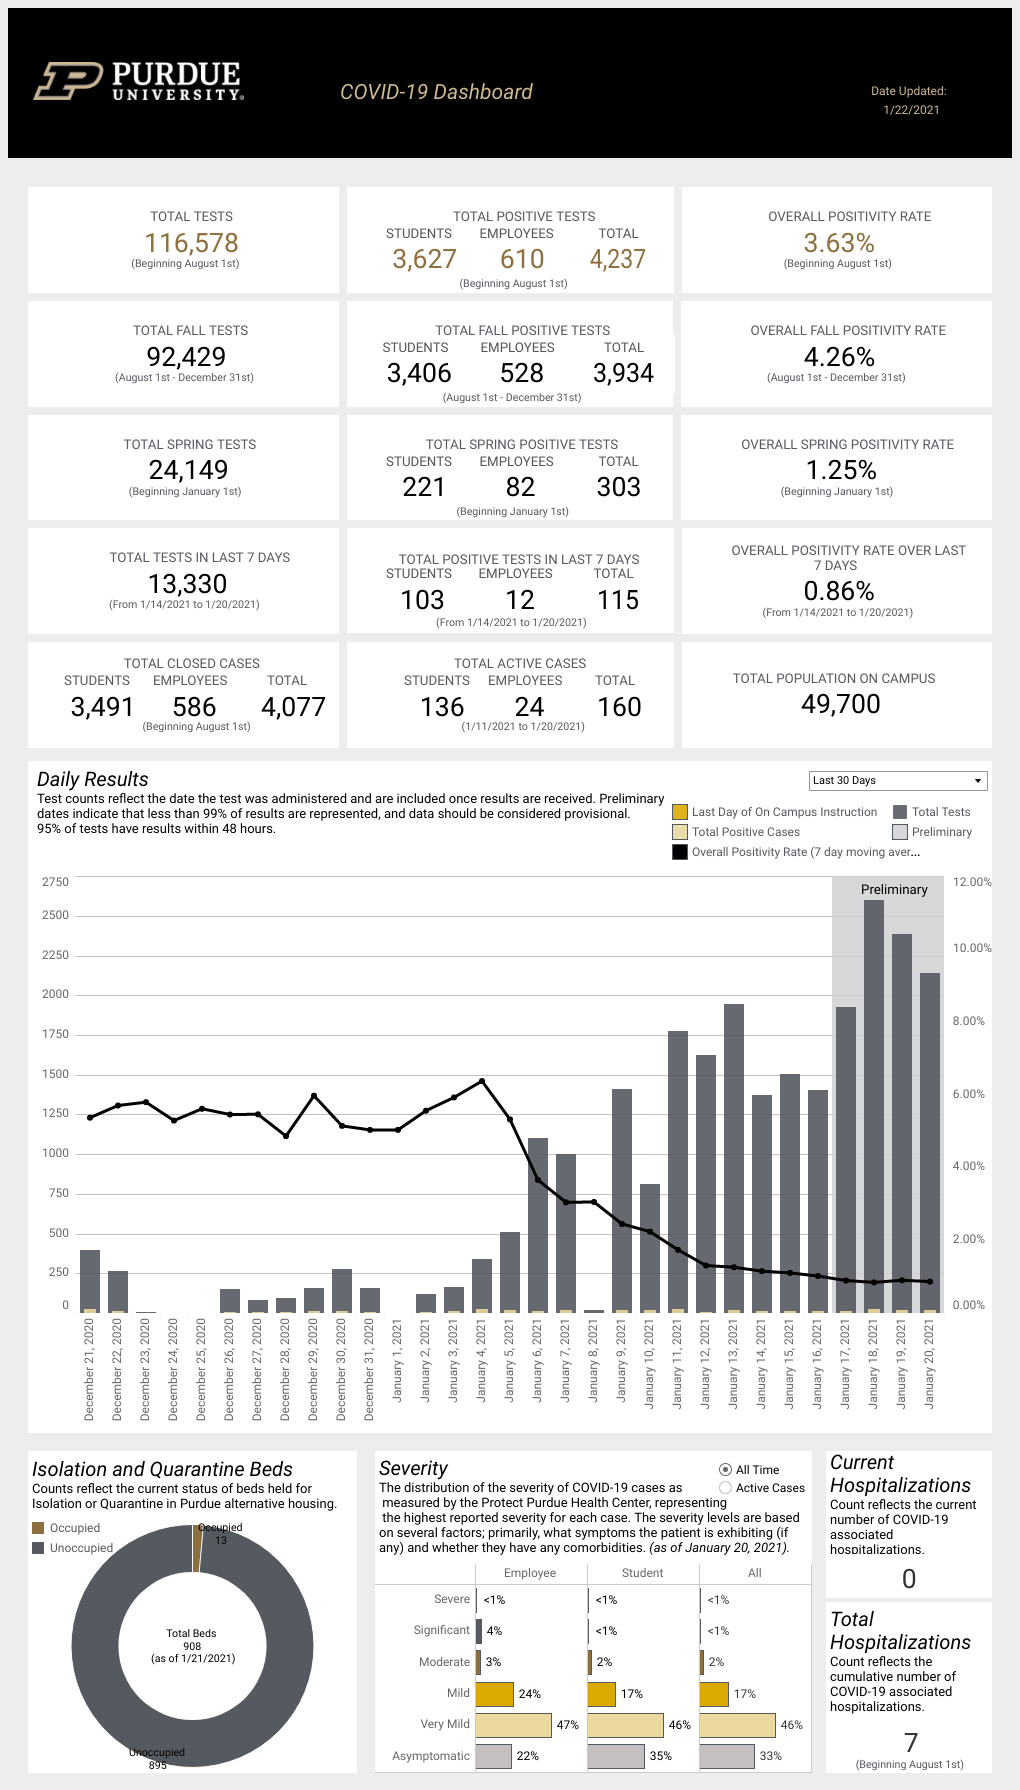 PURDUE
UNIVERSITY®
COVID-19 Dashboard
Date Updated:
1/22/2021
TOTAL TESTS
116,578
(Beginning August 1st)
TOTAL POSITIVE TESTS
STUDENTS EMPLOYEES TOTAL
3,627 610 4,237
(Beginning August 1st)
OVERALL POSITIVITY RATE
3.63%
(Beginning August 1st)
TOTAL FALL TESTS
92,429
(August 1st - December 31st)
TOTAL FALL POSITIVE TESTS
STUDENTS EMPLOYEES TOTAL
3,406 528 3,934
(August 1st - December 31st)
OVERALL FALL POSITIVITY RATE
4.26%
(August 1st - December 31st)
TOTAL SPRING TESTS
24,149
(Beginning January 1st)
TOTAL SPRING POSITIVE TESTS
STUDENTS EMPLOYEES TOTAL
221 82 303
(Beginning January 1st)
OVERALL SPRING POSITIVITY RATE
1.25%
(Beginning January 1st)
TOTAL TESTS IN LAST 7 DAYS
13,330
(From 1/14/2021 to 1/20/2021)
TOTAL POSITIVE TESTS IN LAST 7 DAYS
STUDENTS EMPLOYEES TOTAL
103 12 115
(From 1/14/2021 to 1/20/2021)
OVERALL POSITIVITY RATE OVER LAST
7 DAYS
0.86%
(From 1/14/2021 to 1/20/2021)
TOTAL CLOSED CASES
STUDENTS EMPLOYEES TOTAL
3,491 586 4,077
(Beginning August 1st)
TOTAL ACTIVE CASES
STUDENTS EMPLOYEES TOTAL
136 24 160
(1/11/2021 to 1/20/2021)
TOTAL POPULATION ON CAMPUS
49,700
Daily Results
Test counts reflect the date the test was administered and are included once results are received. Preliminary
dates indicate that less than 99% of results are represented, and data should be considered provisional.
95% of tests have results within 48 hours.
Last 30 Days
Last Day of On Campus Instruction
Total Tests
Total Positive Cases
Preliminary
Overall Positivity Rate (7 day moving aver...
Preliminary
2750
2500
2250
2000
1750
1500
1250
1000
750
500
250
0
12.00%
10.00%
8.00%
6.00%
4.00%
2.00%
0.00%
December 21, 2020
December 22, 2020
December 23, 2020
December 24, 2020
December 25, 2020
December 26, 2020
December 27, 2020
December 28, 2020
December 29, 2020
December 30, 2020
December 31, 2020
January 1, 2021
January 2, 2021
January 3, 2021
January 4, 2021
January 5, 2021
January 6, 2021
January 7, 2021
January 8, 2021
January 9, 2021
January 10, 2021
January 11, 2021
January 12, 2021
January 13, 2021
January 14, 2021
January 15, 2021
January 16, 2021
January 17, 2021
January 18, 2021
January 19, 2021
January 20, 2021
Isolation and Quarantine Beds
Counts reflect the current status of beds held for
Isolation or Quarantine in Purdue alternative housing.
Occupied
Unoccupied
Occupied
13
Total Beds
908
(as of 1/21/2021)
Unoccupied
895
Severity
All Time
Active Cases
The distribution of the severity of COVID-19 cases as
measured by the Protect Purdue Health Center, representing
the highest reported severity for each case. The severity levels are based
on several factors; primarily, what symptoms the patient is exhibiting (if
any) and whether they have any comorbidities. (as of January 20, 2021).
Employee Student All
Severe <1% <1% <1%
Significant 4% <1% <1%
Moderate 3% 2% 2%
Mild 24% 17% 17%
Very Mild 47% 46% 46%
Asymptomatic 22% 35% 33%
Current
Hospitalizations
Count reflects the current
number of COVID-19
associated
hospitalizations.
0
Total
Hospitalizations
Count reflects the
cumulative number of
COVID-19 associated
hospitalizations.
7
(Beginning August 1st)